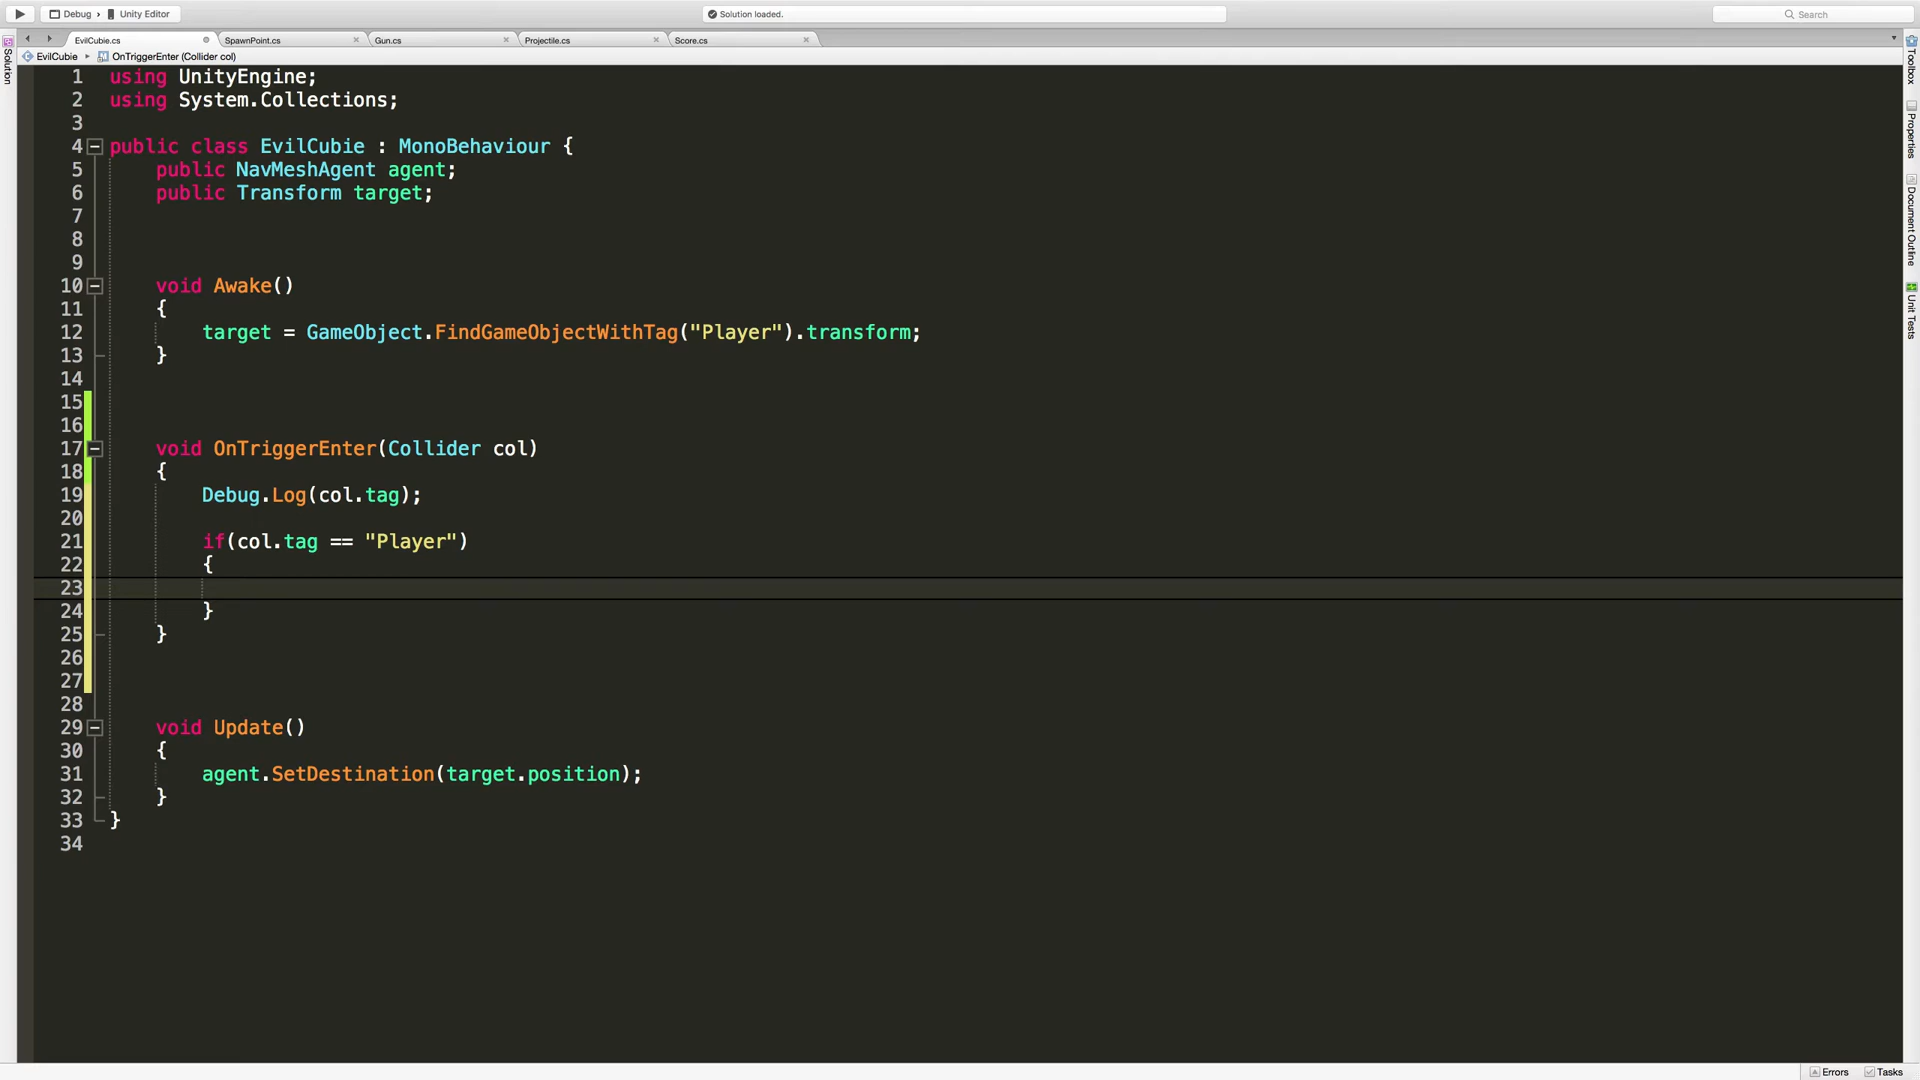 Debug › Unity Editor
Solution loaded.
Search
EvilCubie.cs SpawnPoint.cs Gun.cs Projectile.cs Score.cs
EvilCubie OnTriggerEnter (Collider col)
Solution
Toolbox
Properties
Document Outline
Unit Tests
1 using UnityEngine;
2 using System.Collections;
3
4 public class EvilCubie : MonoBehaviour {
5 public NavMeshAgent agent;
6 public Transform target;
7
8
9
10 void Awake()
11 {
12 target = GameObject.FindGameObjectWithTag("Player").transform;
13 }
14
15
16
17 void OnTriggerEnter(Collider col)
18 {
19 Debug.Log(col.tag);
20
21 if(col.tag == "Player")
22 {
23
24 }
25 }
26
27
28
29 void Update()
30 {
31 agent.SetDestination(target.position);
32 }
33 }
34
Errors Tasks